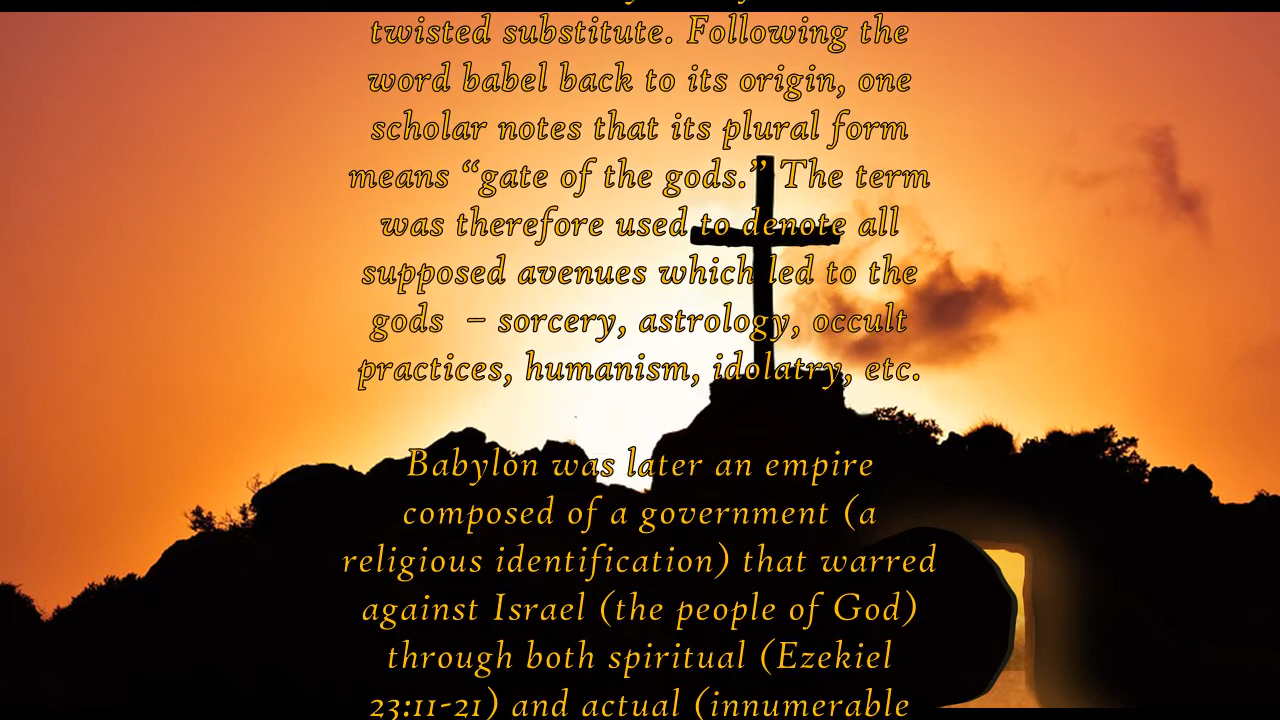 twisted substitute. Following the
word babel back to its origin, one
scholar notes that its plural form
means “gate of the gods.” The term
was therefore used to denote all
supposed avenues which led to the
gods – sorcery, astrology, occult
practices, humanism, idolatry, etc.
Babylon was later an empire
composed of a government (a
religious identification) that warred
against Israel (the people of God)
through both spiritual (Ezekiel
23:11-21) and actual (innumerable